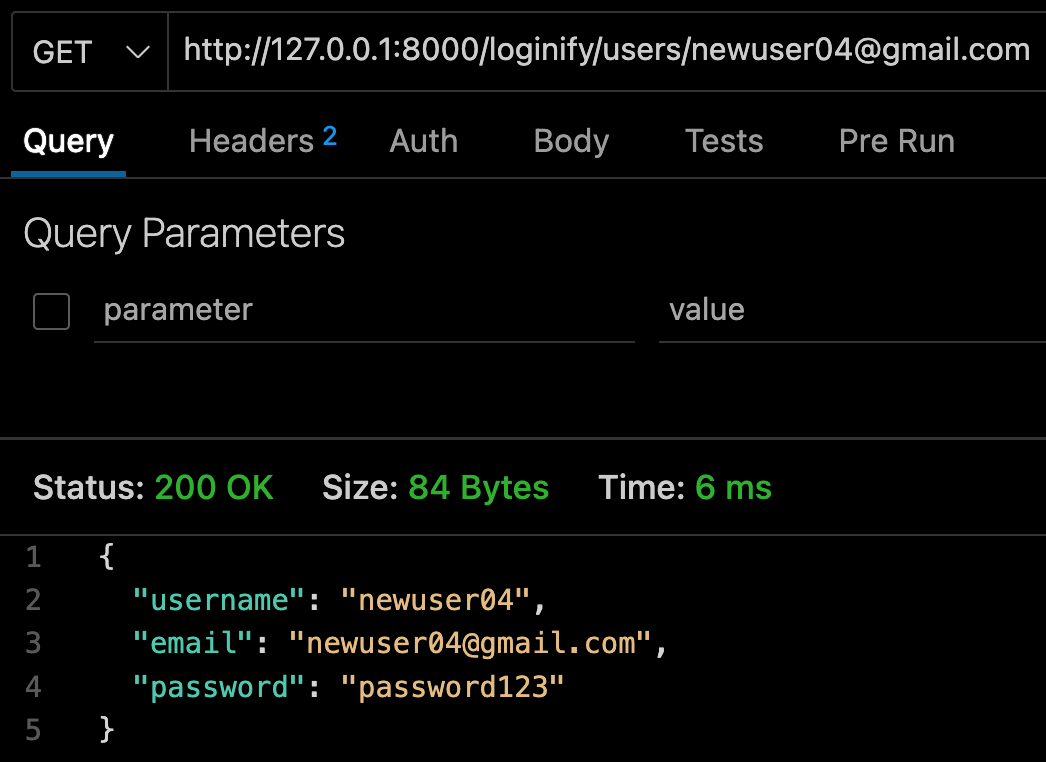 GET http://127.0.0.1:8000/loginify/users/newuser04@gmail.com
Query Headers 2 Auth Body Tests Pre Run
Query Parameters
parameter value
Status: 200 OK Size: 84 Bytes Time: 6 ms
1 {
2 "username": "newuser04",
3 "email": "newuser04@gmail.com",
4 "password": "password123"
5 }